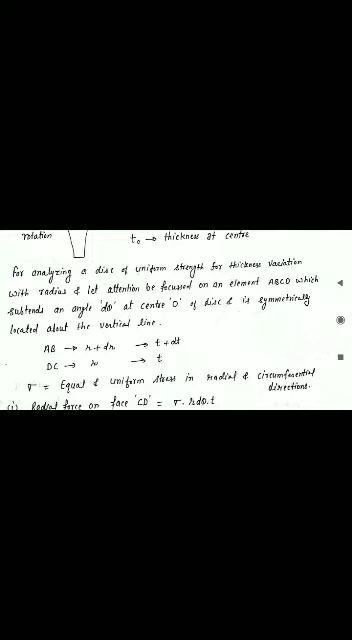 rotation
t₀ → thickness at centre
For analyzing a disc of uniform strength for thickness variation
with radius & let attention be focussed on an element ABCD which
subtends an angle 'dθ' at centre 'O' of disc & is symmetrically
located about the vertical line.
AB → r + dr → t + dt
DC → r → t
σ = Equal & uniform stress in radial & circumferential
directions.
(i) Radial force on face 'CD' = σ. rdθ. t